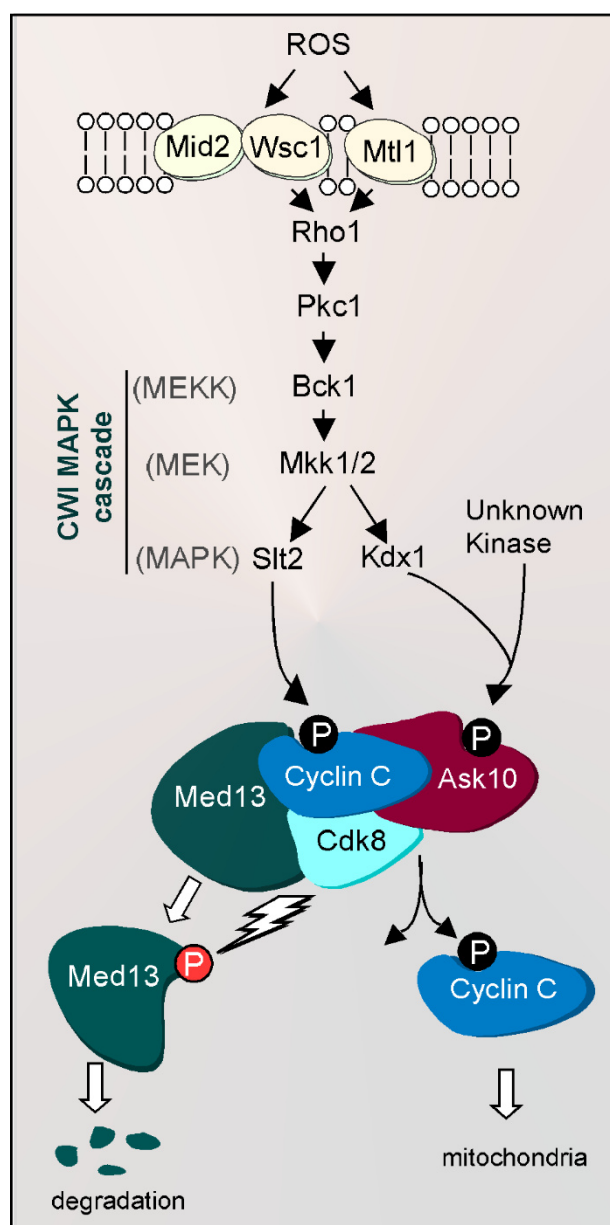 ROS
Mid2 Wsc1 Mtl1
Rho1
Pkc1
(MEKK) Bck1
CWI MAPK
cascade
(MEK) Mkk1/2
Unknown
Kinase
(MAPK) Slt2 Kdx1
P P
Cyclin C
Ask10
Med13
Cdk8
P
Med13
P
Cyclin C
mitochondria
degradation